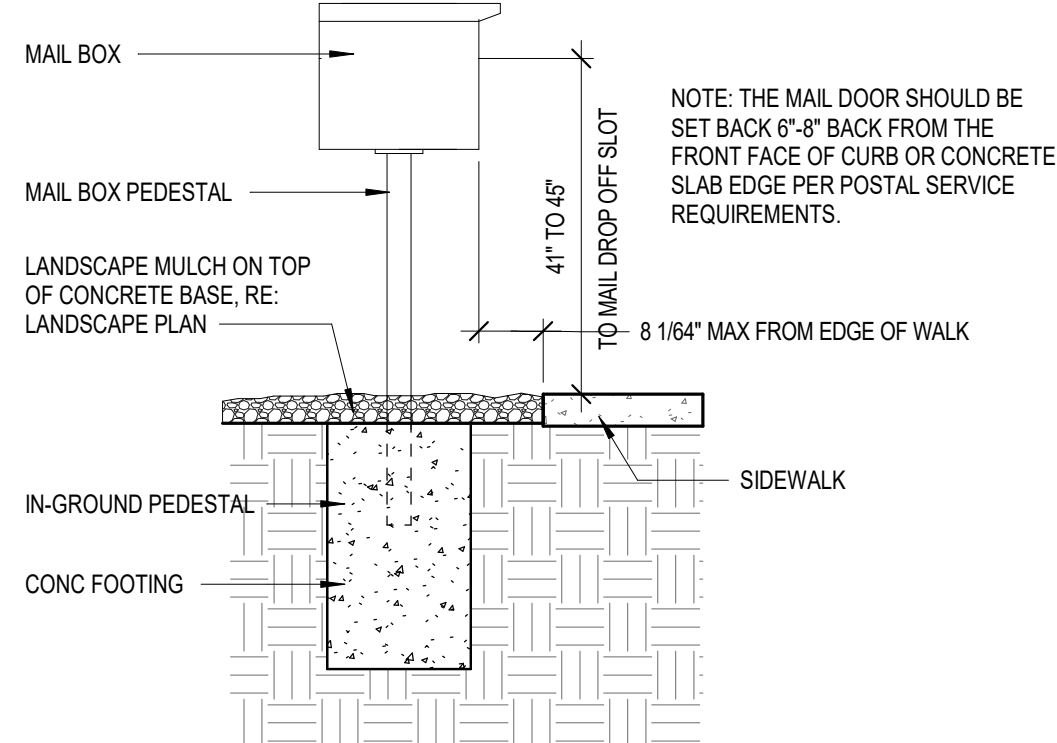 MAIL BOX
NOTE: THE MAIL DOOR SHOULD BE
SET BACK 6"-8" BACK FROM THE
FRONT FACE OF CURB OR CONCRETE
SLAB EDGE PER POSTAL SERVICE
REQUIREMENTS.
MAIL BOX PEDESTAL
41" TO 45"
TO MAIL DROP OFF SLOT
LANDSCAPE MULCH ON TOP
OF CONCRETE BASE, RE:
LANDSCAPE PLAN
8 1/64" MAX FROM EDGE OF WALK
SIDEWALK
IN-GROUND PEDESTAL
CONC FOOTING